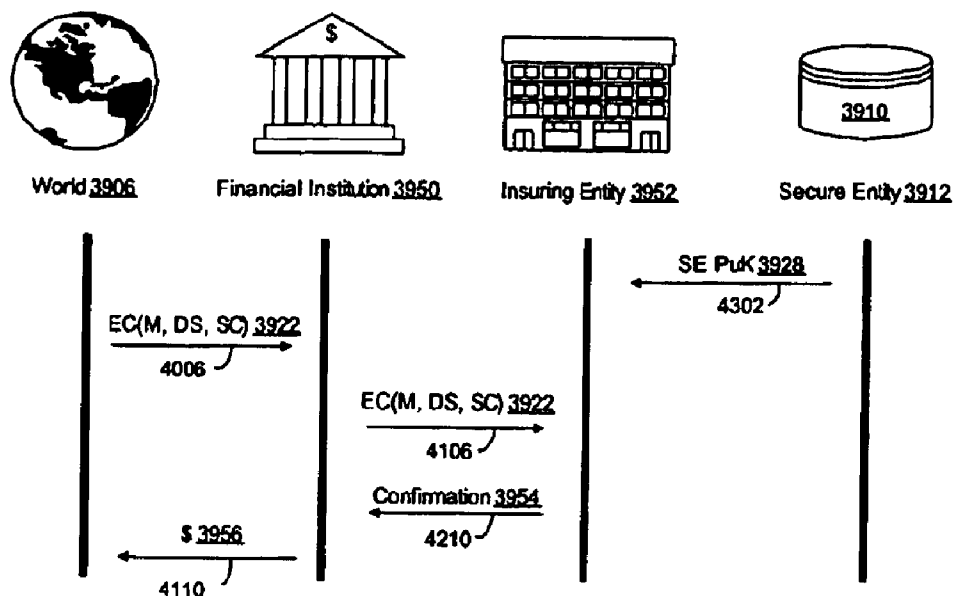 $
3910
World 3906
Financial Institution 3950
Insuring Entity 3952
Secure Entity 3912
SE PuK 3928
4302
EC(M, DS, SC) 3922
4006
EC(M, DS, SC) 3922
4106
Confirmation 3954
4210
$ 3956
4110